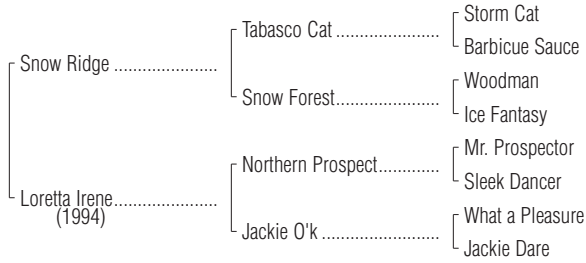 Storm Cat
Tabasco Cat ........................
Barbicue Sauce
Snow Ridge ........................
Woodman
Snow Forest........................
Ice Fantasy
Mr. Prospector
Northern Prospect..............
Sleek Dancer
Loretta Irene........................
(1994)
What a Pleasure
Jackie O'k ...........................
Jackie Dare